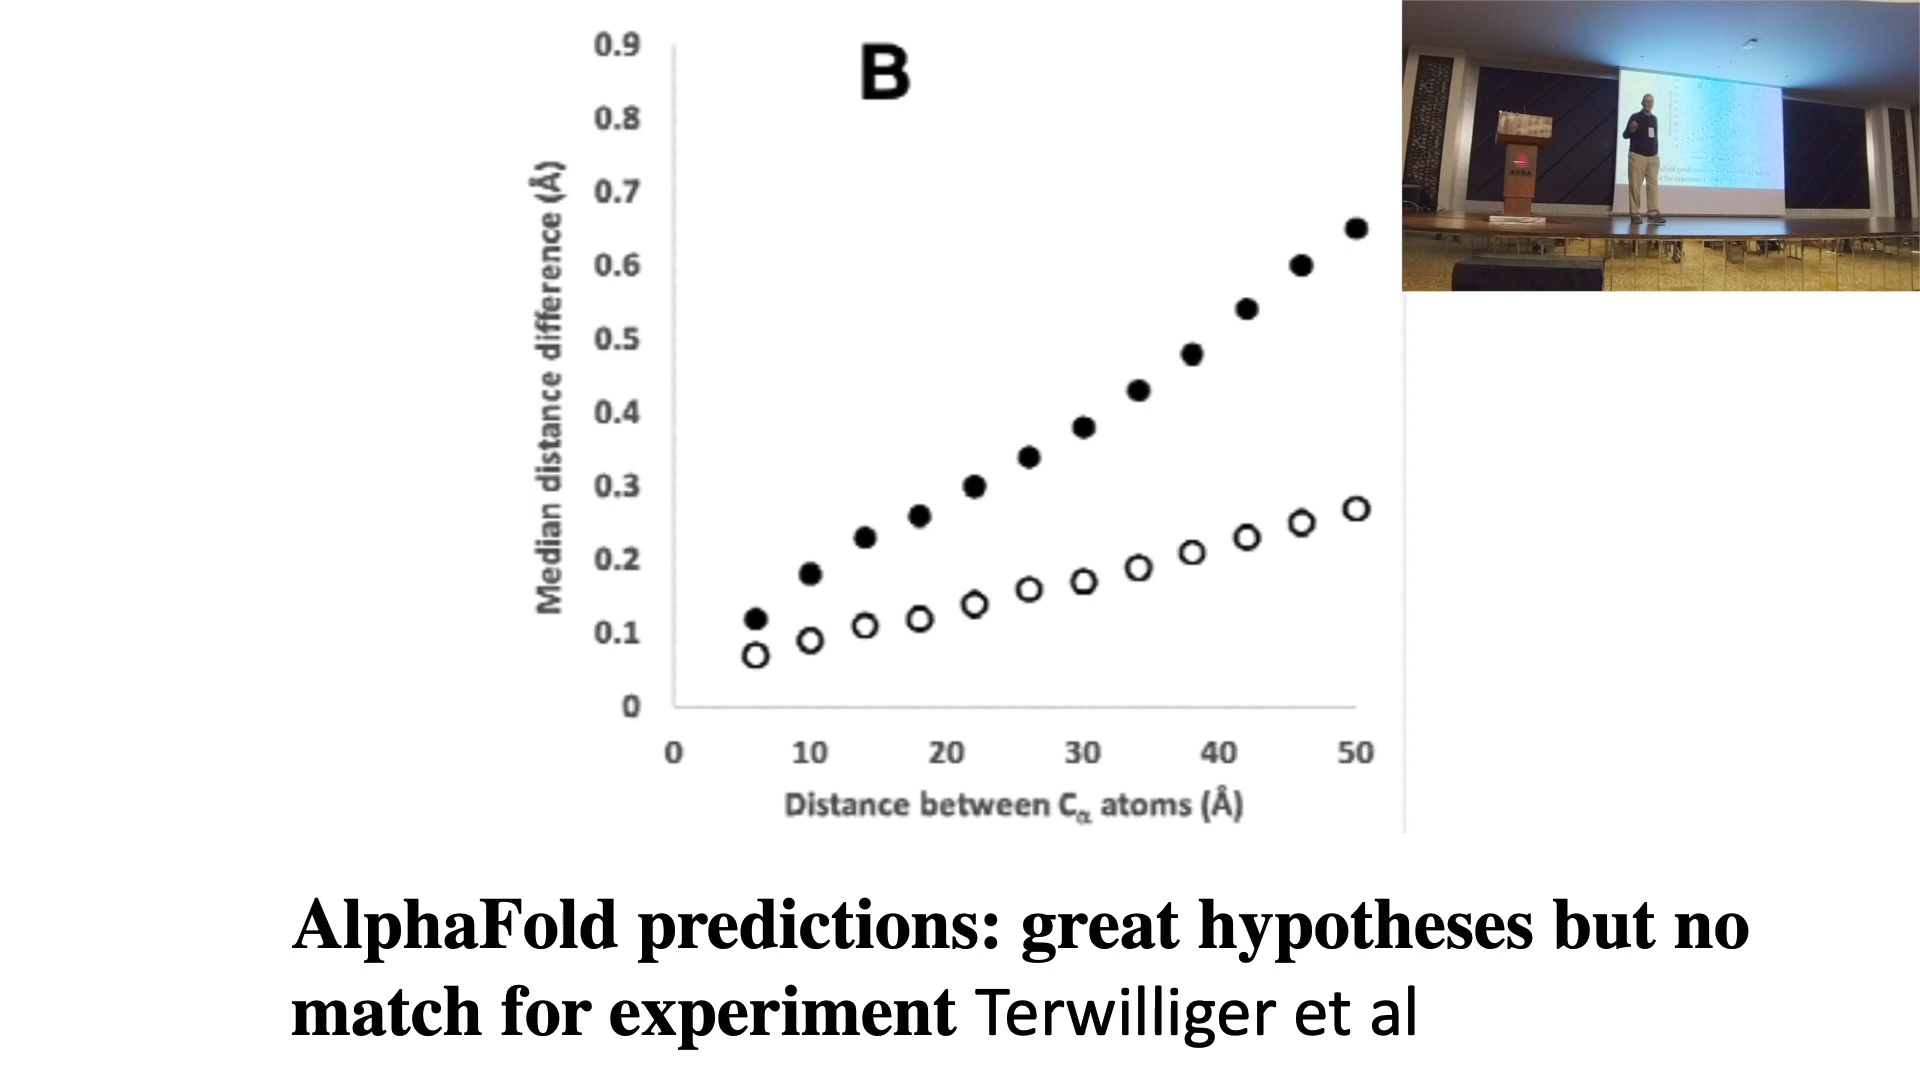 B
0.9
0.8
0.7
0.6
0.5
0.4
0.3
0.2
0.1
0
Median distance difference (Å)
0 10 20 30 40 50
Distance between Cα atoms (Å)
ACRA
AlphaFold predictions: great hypotheses but no
match for experiment Terwilliger et al